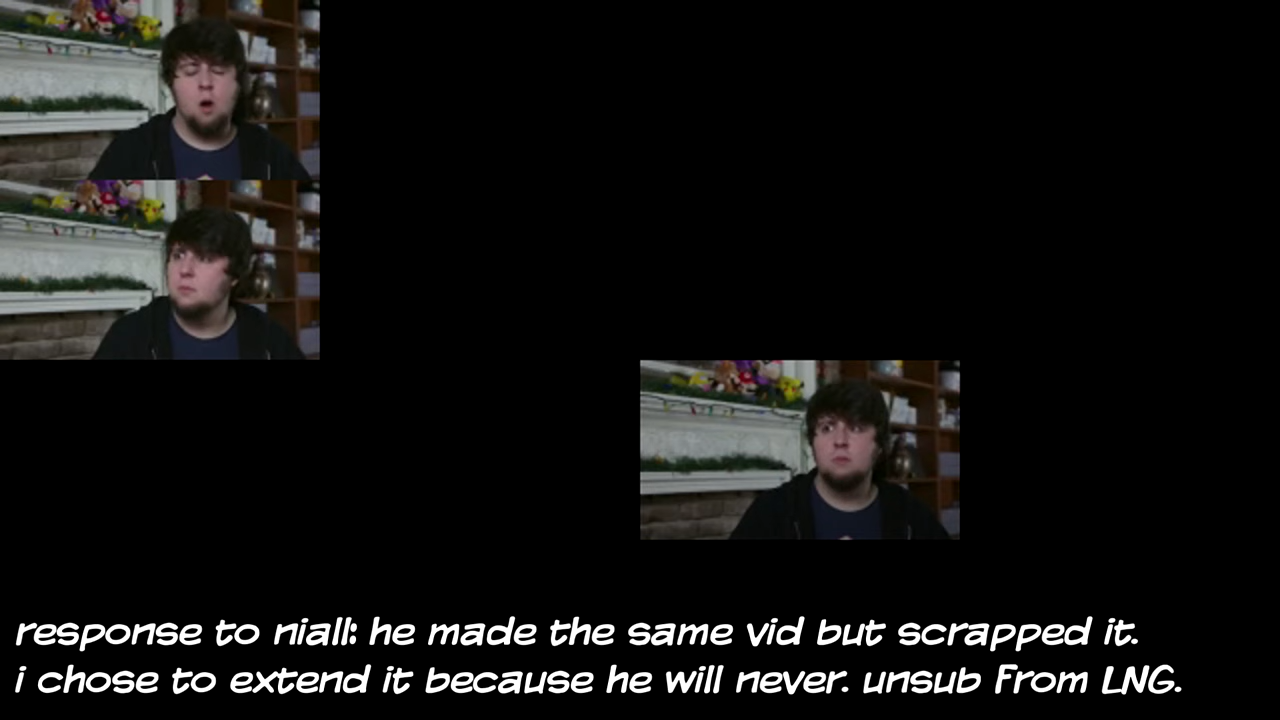 response to niall: he made the same vid but scrapped it.
i chose to extend it because he will never. unsub from LNG.